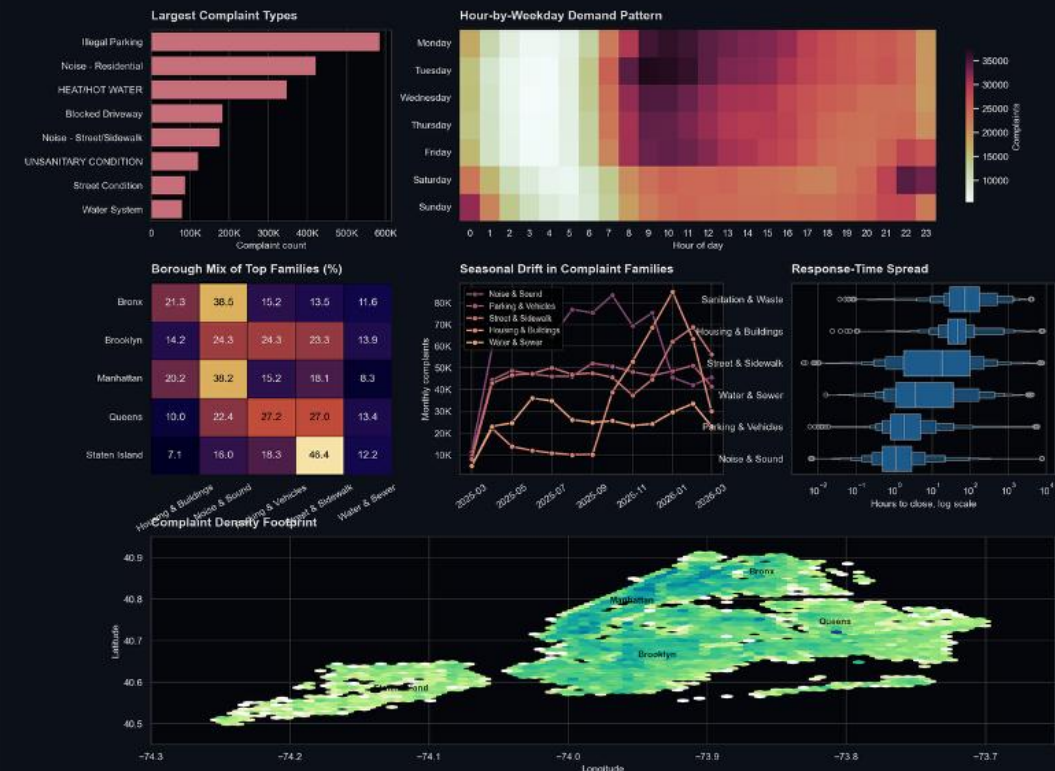 Largest Complaint Types
Illegal Parking
Noise - Residential
HEAT/HOT WATER
Blocked Driveway
Noise - Street/Sidewalk
UNSANITARY CONDITION
Street Condition
Water System
0 100K 200K 300K 400K 500K 600K
Complaint count
Hour-by-Weekday Demand Pattern
Monday
Tuesday
Wednesday
Thursday
Friday
Saturday
Sunday
0 1 2 3 4 5 6 7 8 9 10 11 12 13 14 15 16 17 18 19 20 21 22 23
Hour of day
35000
30000
25000
20000
15000
10000
Complaints
Borough Mix of Top Families (%)
Bronx 21.3 38.5 15.2 13.5 11.6
Brooklyn 14.2 24.3 24.3 23.3 13.9
Manhattan 20.2 38.2 15.2 18.1 8.3
Queens 10.0 22.4 27.2 27.0 13.4
Staten Island 7.1 16.0 18.3 46.4 12.2
Housing & Buildings
Noise & Sound
Parking & Vehicles
Street & Sidewalk
Water & Sewer
Seasonal Drift in Complaint Families
Noise & Sound
Parking & Vehicles
Street & Sidewalk
Housing & Buildings
Water & Sewer
80K
70K
60K
50K
40K
30K
20K
10K
Monthly complaints
2025-03
2025-05
2025-07
2025-09
2025-11
2026-01
2026-03
Response-Time Spread
Sanitation & Waste
Housing & Buildings
Street & Sidewalk
Water & Sewer
Parking & Vehicles
Noise & Sound
10⁻² 10⁻¹ 10⁰ 10¹ 10² 10³ 10⁴
Hours to close, log scale
Complaint Density Footprint
40.9
40.8
40.7
40.6
40.5
Latitude
Bronx
Manhattan
Queens
Brooklyn
−74.3 −74.2 −74.1 −74.0 −73.9 −73.8 −73.7
Longitude